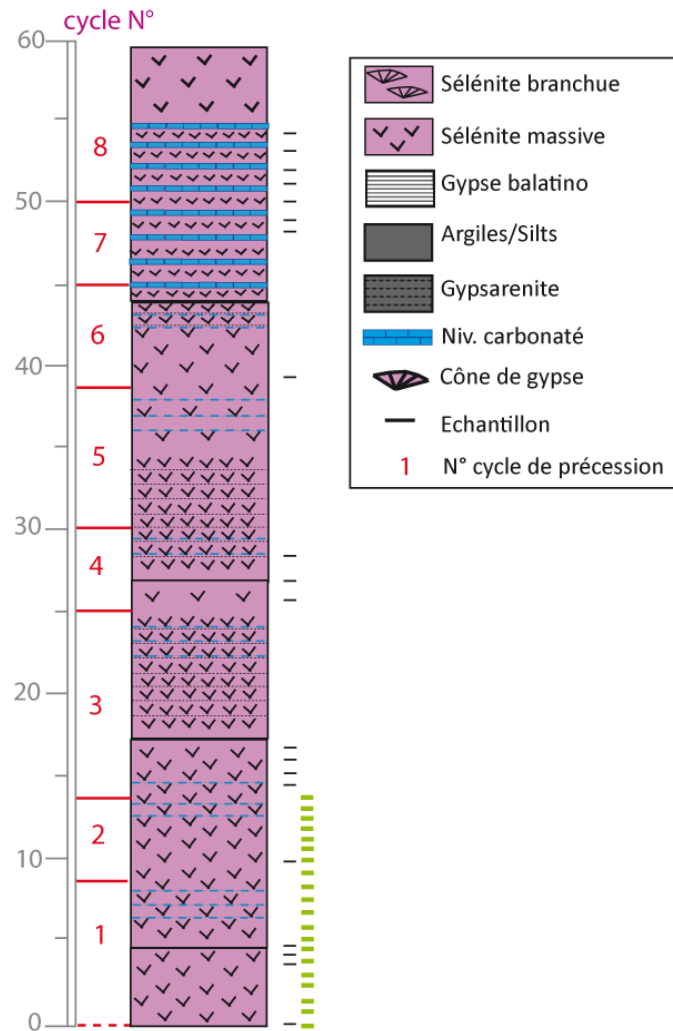 cycle N°
60
8
50
7
6
40
5
30
4
3
20
2
10
1
0
Sélénite branchue
Sélénite massive
Gypse balatino
Argiles/Silts
Gypsarenite
Niv. carbonaté
Cône de gypse
Echantillon
1 N° cycle de précession